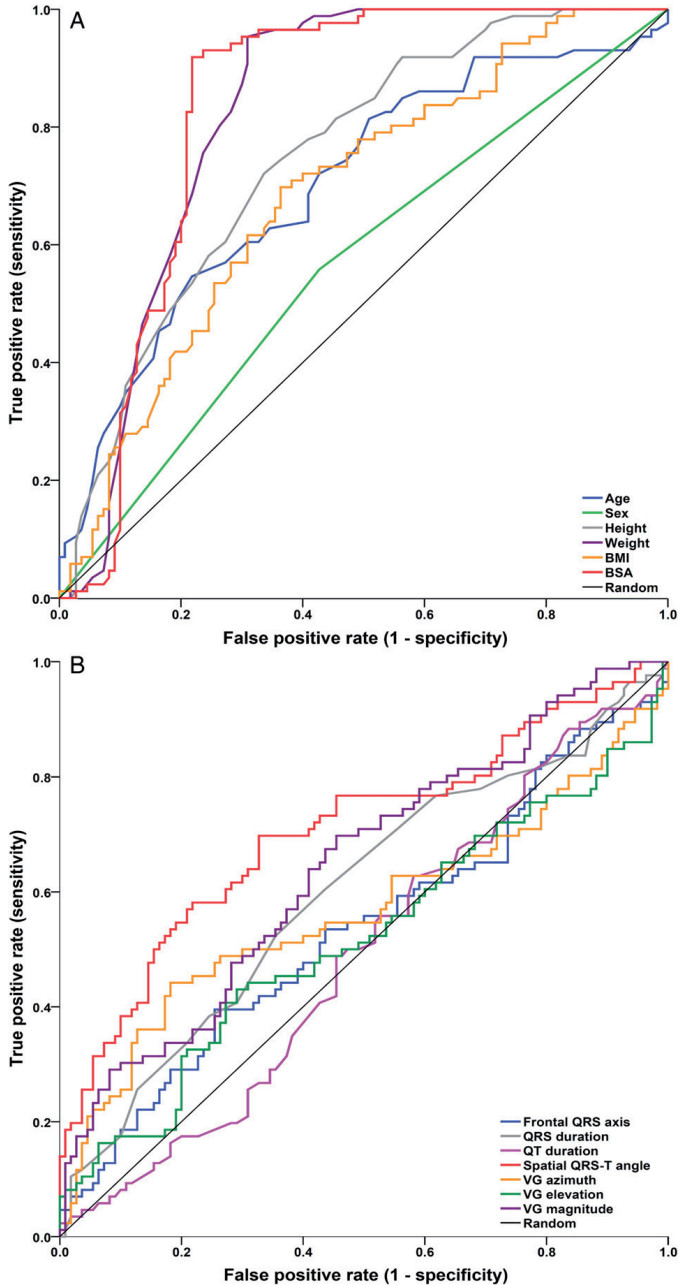 A
1.0
0.8
0.6
0.4
0.2
0.0
True positive rate (sensitivity)
Age
Sex
Height
Weight
BMI
BSA
Random
0.0 0.2 0.4 0.6 0.8 1.0
False positive rate (1 - specificity)
B
1.0
0.8
0.6
0.4
0.2
0.0
True positive rate (sensitivity)
Frontal QRS axis
QRS duration
QT duration
Spatial QRS-T angle
VG azimuth
VG elevation
VG magnitude
Random
0.0 0.2 0.4 0.6 0.8 1.0
False positive rate (1 - specificity)